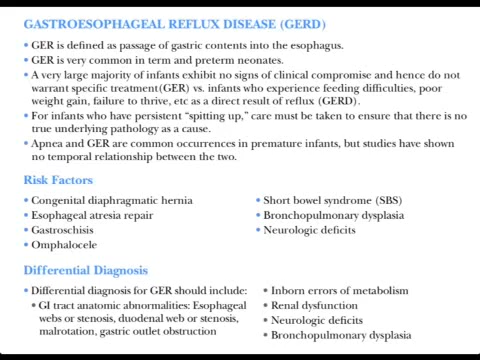 GASTROESOPHAGEAL REFLUX DISEASE (GERD)
• GER is defined as passage of gastric contents into the esophagus.
• GER is very common in term and preterm neonates.
• A very large majority of infants exhibit no signs of clinical compromise and hence do not
warrant specific treatment(GER) vs. infants who experience feeding difficulties, poor
weight gain, failure to thrive, etc as a direct result of reflux (GERD).
• For infants who have persistent “spitting up,” care must be taken to ensure that there is no
true underlying pathology as a cause.
• Apnea and GER are common occurrences in premature infants, but studies have shown
no temporal relationship between the two.
Risk Factors
• Congenital diaphragmatic hernia
• Esophageal atresia repair
• Gastroschisis
• Omphalocele
• Short bowel syndrome (SBS)
• Bronchopulmonary dysplasia
• Neurologic deficits
Differential Diagnosis
• Differential diagnosis for GER should include:
• GI tract anatomic abnormalities: Esophageal
webs or stenosis, duodenal web or stenosis,
malrotation, gastric outlet obstruction
• Inborn errors of metabolism
• Renal dysfunction
• Neurologic deficits
• Bronchopulmonary dysplasia